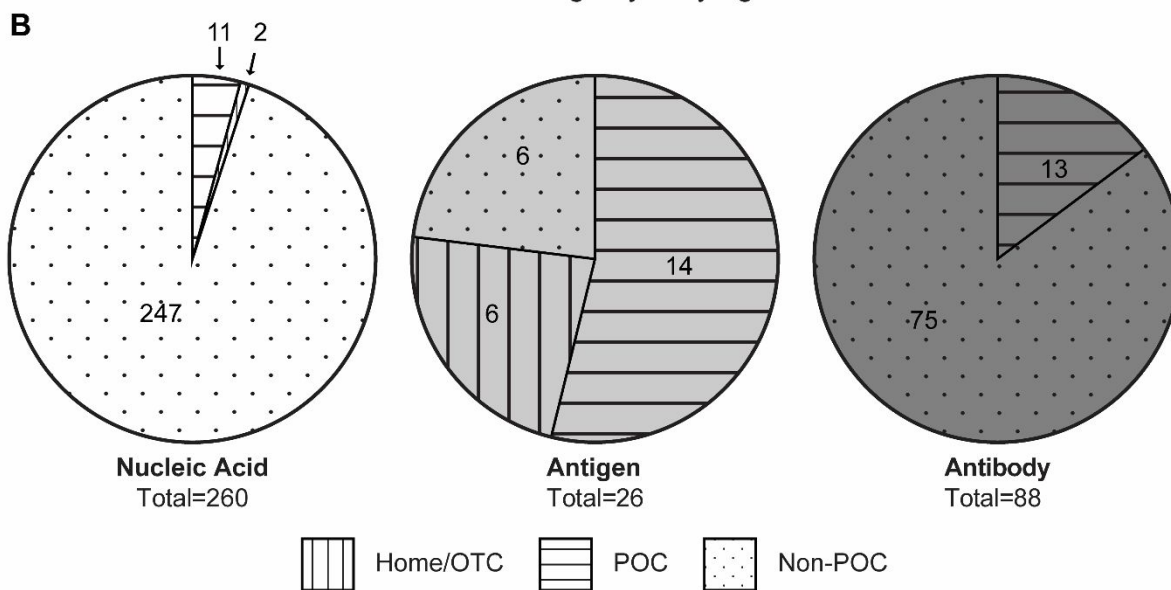 B
11
2
247
6
6
14
13
75
Nucleic Acid
Total=260
Antigen
Total=26
Antibody
Total=88
Home/OTC
POC
Non-POC